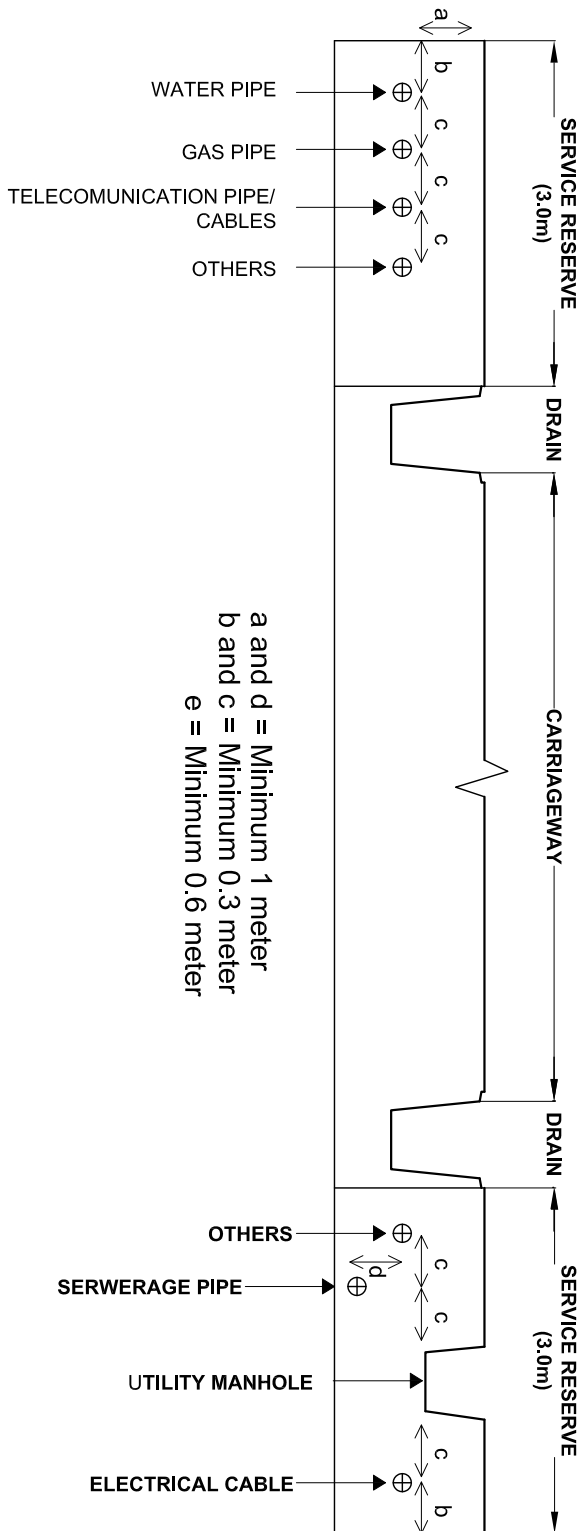 SERVICE RESERVE
(3.0m)
DRAIN
CARRIAGEWAY
DRAIN
SERVICE RESERVE
(3.0m)
a
b
c
c
c
WATER PIPE
GAS PIPE
TELECOMUNICATION PIPE/
CABLES
OTHERS
a and d = Minimum 1 meter
b and c = Minimum 0.3 meter
e = Minimum 0.6 meter
c
c
d
c
b
OTHERS
SERWERAGE PIPE
UTILITY MANHOLE
ELECTRICAL CABLE